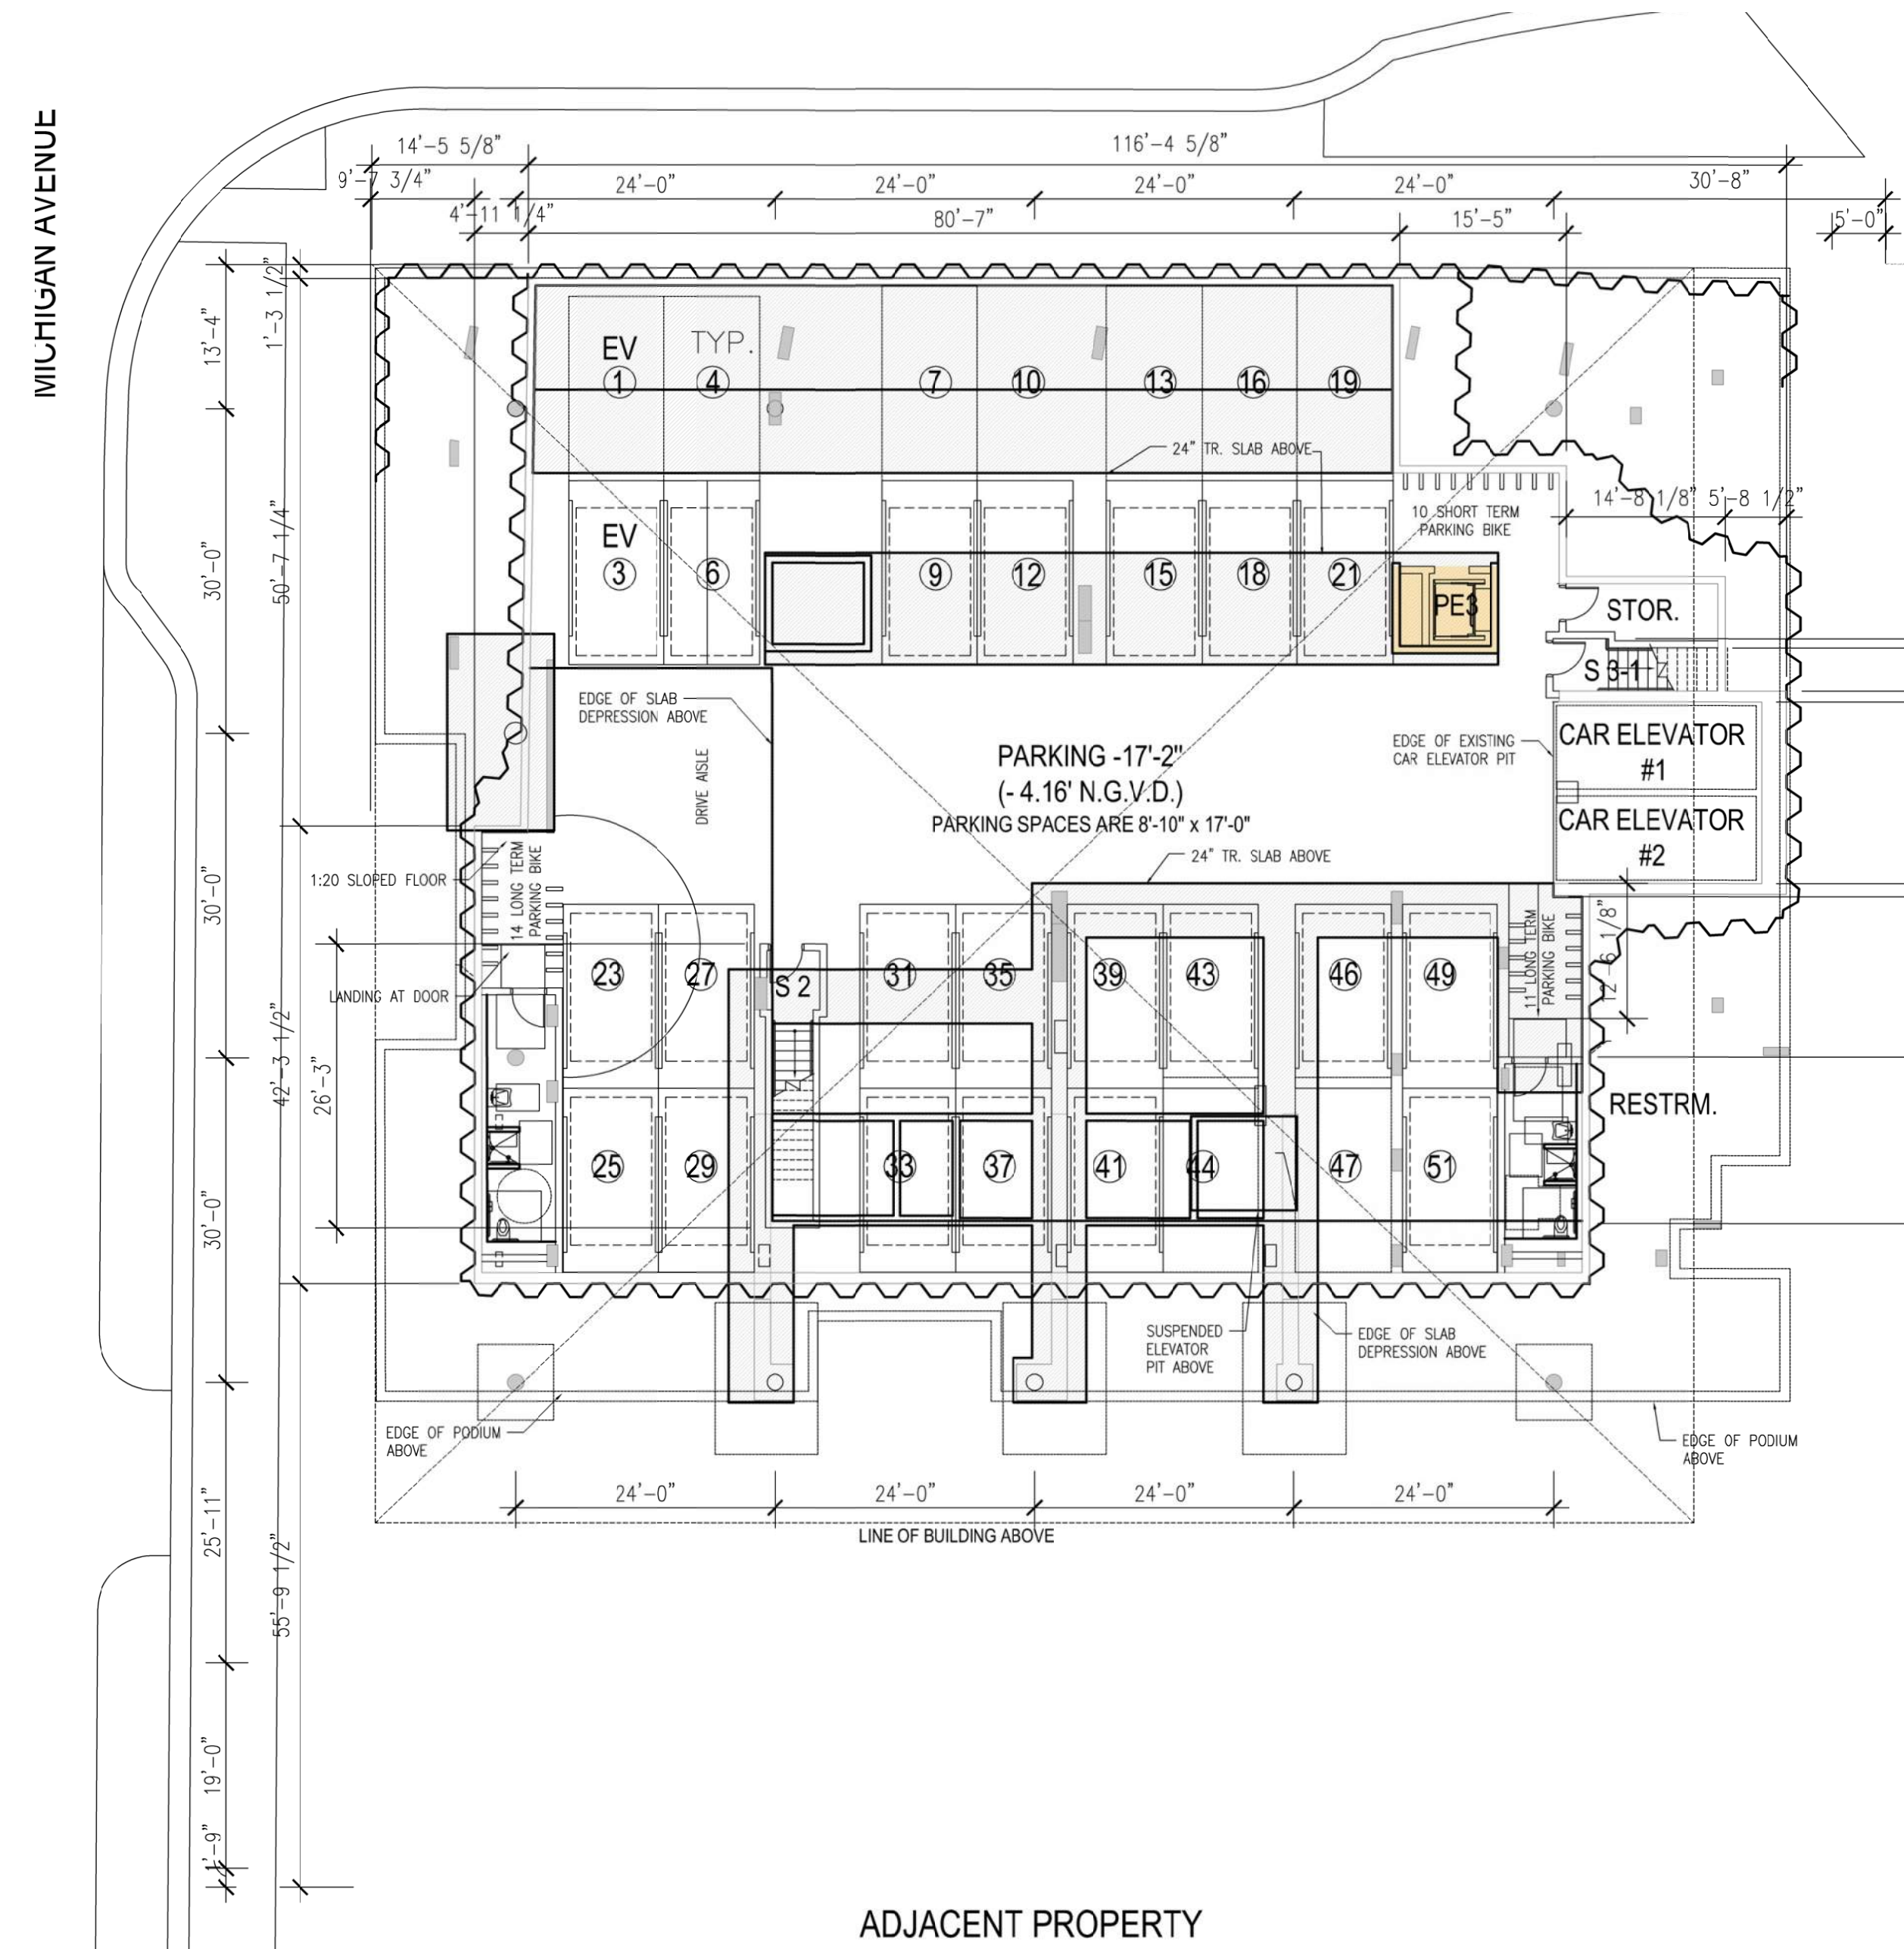 MICHIGAN AVENUE
14'-5 5/8"
116'-4 5/8"
9'-7 3/4"
24'-0"
24'-0"
24'-0"
24'-0"
30'-8"
4'-11 1/4"
80'-7"
15'-5"
5'-0"
13'-4"
1'-3 1/2"
EV
TYP.
1
4
7
10
13
16
19
24" TR. SLAB ABOVE
10 SHORT TERM
PARKING BIKE
14'-8 1/8"
5'-8 1/2"
50'-7 1/4"
30'-0"
EV
3
6
9
12
15
18
21
PE3
STOR.
S 3-1
EDGE OF SLAB
DEPRESSION ABOVE
DRIVE AISLE
PARKING -17'-2"
(- 4.16' N.G.V.D.)
PARKING SPACES ARE 8'-10" x 17'-0"
EDGE OF EXISTING
CAR ELEVATOR PIT
CAR ELEVATOR
#1
CAR ELEVATOR
#2
24" TR. SLAB ABOVE
1:20 SLOPED FLOOR
14 LONG TERM
PARKING BIKE
30'-0"
11 LONG TERM
PARKING BIKE
12'-6 1/8"
23
27
S 2
31
35
39
43
46
49
LANDING AT DOOR
42'-3 1/2"
26'-3"
RESTRM.
30'-0"
25
29
33
37
41
44
47
51
SUSPENDED
ELEVATOR
PIT ABOVE
EDGE OF SLAB
DEPRESSION ABOVE
EDGE OF PODIUM
ABOVE
EDGE OF PODIUM
ABOVE
24'-0"
24'-0"
24'-0"
24'-0"
LINE OF BUILDING ABOVE
25'-11"
55'-9 1/2"
19'-0"
1'-9"
ADJACENT PROPERTY